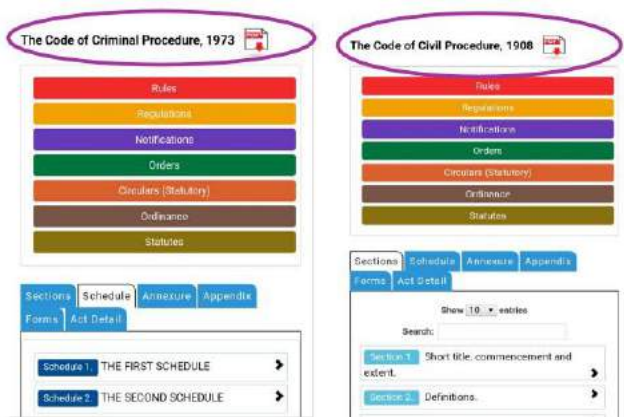 The Code of Criminal Procedure, 1973
Rules
Regulations
Notifications
Orders
Circulars (Statutory)
Ordinance
Statutes
Sections Schedule Annexure Appendix
Forms Act Detail
Schedule 1. THE FIRST SCHEDULE
Schedule 2. THE SECOND SCHEDULE
The Code of Civil Procedure, 1908
Rules
Regulations
Notifications
Orders
Circulars (Statutory)
Ordinance
Statutes
Sections Schedule Annexure Appendix
Forms Act Detail
Show 10 entries
Search:
Section 1. Short title, commencement and
extent.
Section 2. Definitions.